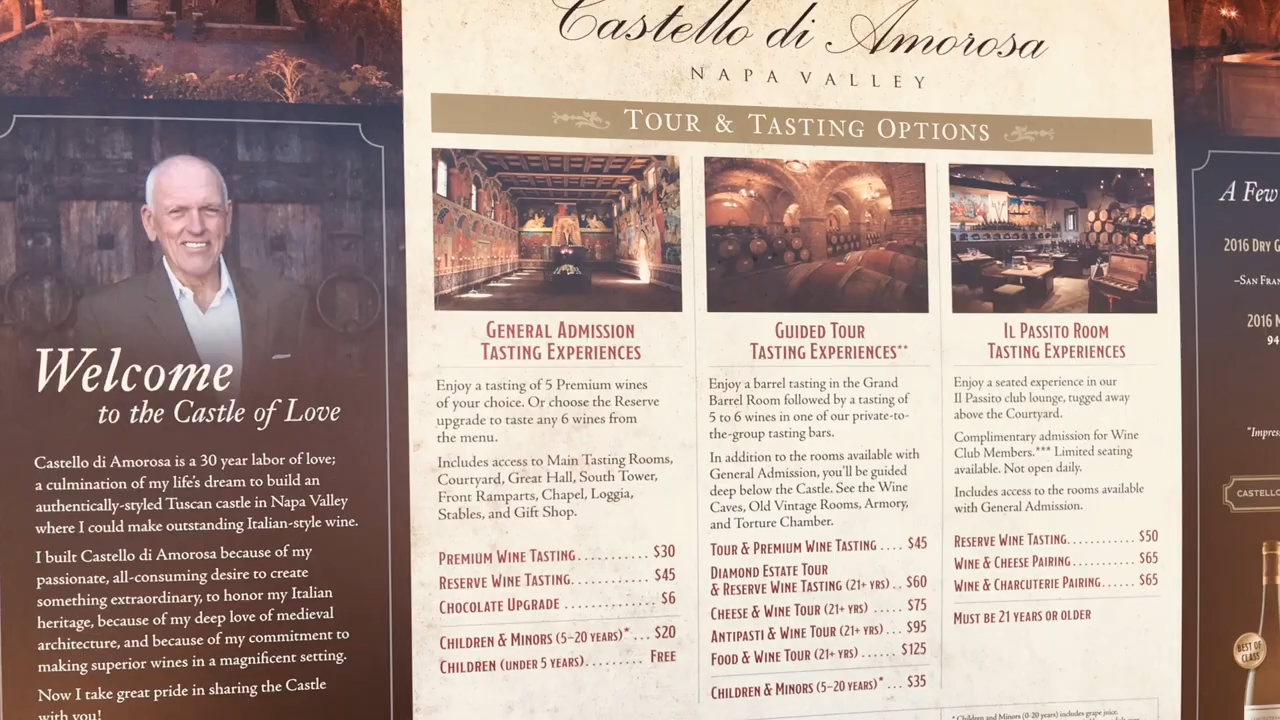 Castello di Amorosa
NAPA VALLEY
TOUR & TASTING OPTIONS
Welcome
to the Castle of Love
Castello di Amorosa is a 30 year labor of love;
a culmination of my life's dream to build an
authentically-styled Tuscan castle in Napa Valley
where I could make outstanding Italian-style wine.
I built Castello di Amorosa because of my
passionate, all-consuming desire to create
something extraordinary, to honor my Italian
heritage, because of my deep love of medieval
architecture, and because of my commitment to
making superior wines in a magnificent setting.
Now I take great pride in sharing the Castle
with you!
GENERAL ADMISSION
TASTING EXPERIENCES
Enjoy a tasting of 5 Premium wines
of your choice. Or choose the Reserve
upgrade to taste any 6 wines from
the menu.
Includes access to Main Tasting Rooms,
Courtyard, Great Hall, South Tower,
Front Ramparts, Chapel, Loggia,
Stables, and Gift Shop.
PREMIUM WINE TASTING........... $30
RESERVE WINE TASTING............ $45
CHOCOLATE UPGRADE .............. $6
CHILDREN & MINORS (5-20 YEARS)* ... $20
CHILDREN (UNDER 5 YEARS)......... FREE
GUIDED TOUR
TASTING EXPERIENCES**
Enjoy a barrel tasting in the Grand
Barrel Room followed by a tasting of
5 to 6 wines in one of our private-to-
the-group tasting bars.
In addition to the rooms available with
General Admission, you'll be guided
deep below the Castle. See the Wine
Caves, Old Vintage Rooms, Armory,
and Torture Chamber.
TOUR & PREMIUM WINE TASTING .... $45
DIAMOND ESTATE TOUR
& RESERVE WINE TASTING (21+ YRS) .. $60
CHEESE & WINE TOUR (21+ YRS) ..... $75
ANTIPASTI & WINE TOUR (21+ YRS)... $95
FOOD & WINE TOUR (21+ YRS) ...... $125
CHILDREN & MINORS (5-20 YEARS)* ... $35
IL PASSITO ROOM
TASTING EXPERIENCES
Enjoy a seated experience in our
Il Passito club lounge, tugged away
above the Courtyard.
Complimentary admission for Wine
Club Members.*** Limited seating
available. Not open daily.
Includes access to the rooms available
with General Admission.
RESERVE WINE TASTING............ $50
WINE & CHEESE PAIRING........... $65
WINE & CHARCUTERIE PAIRING...... $65
MUST BE 21 YEARS OR OLDER
* Children and Minors (0-20 years) includes grape juice.
A Few
2016 DRY G
–SAN FRAN
2016 M
94
"Impress
CASTELLO
BEST OF
CLASS